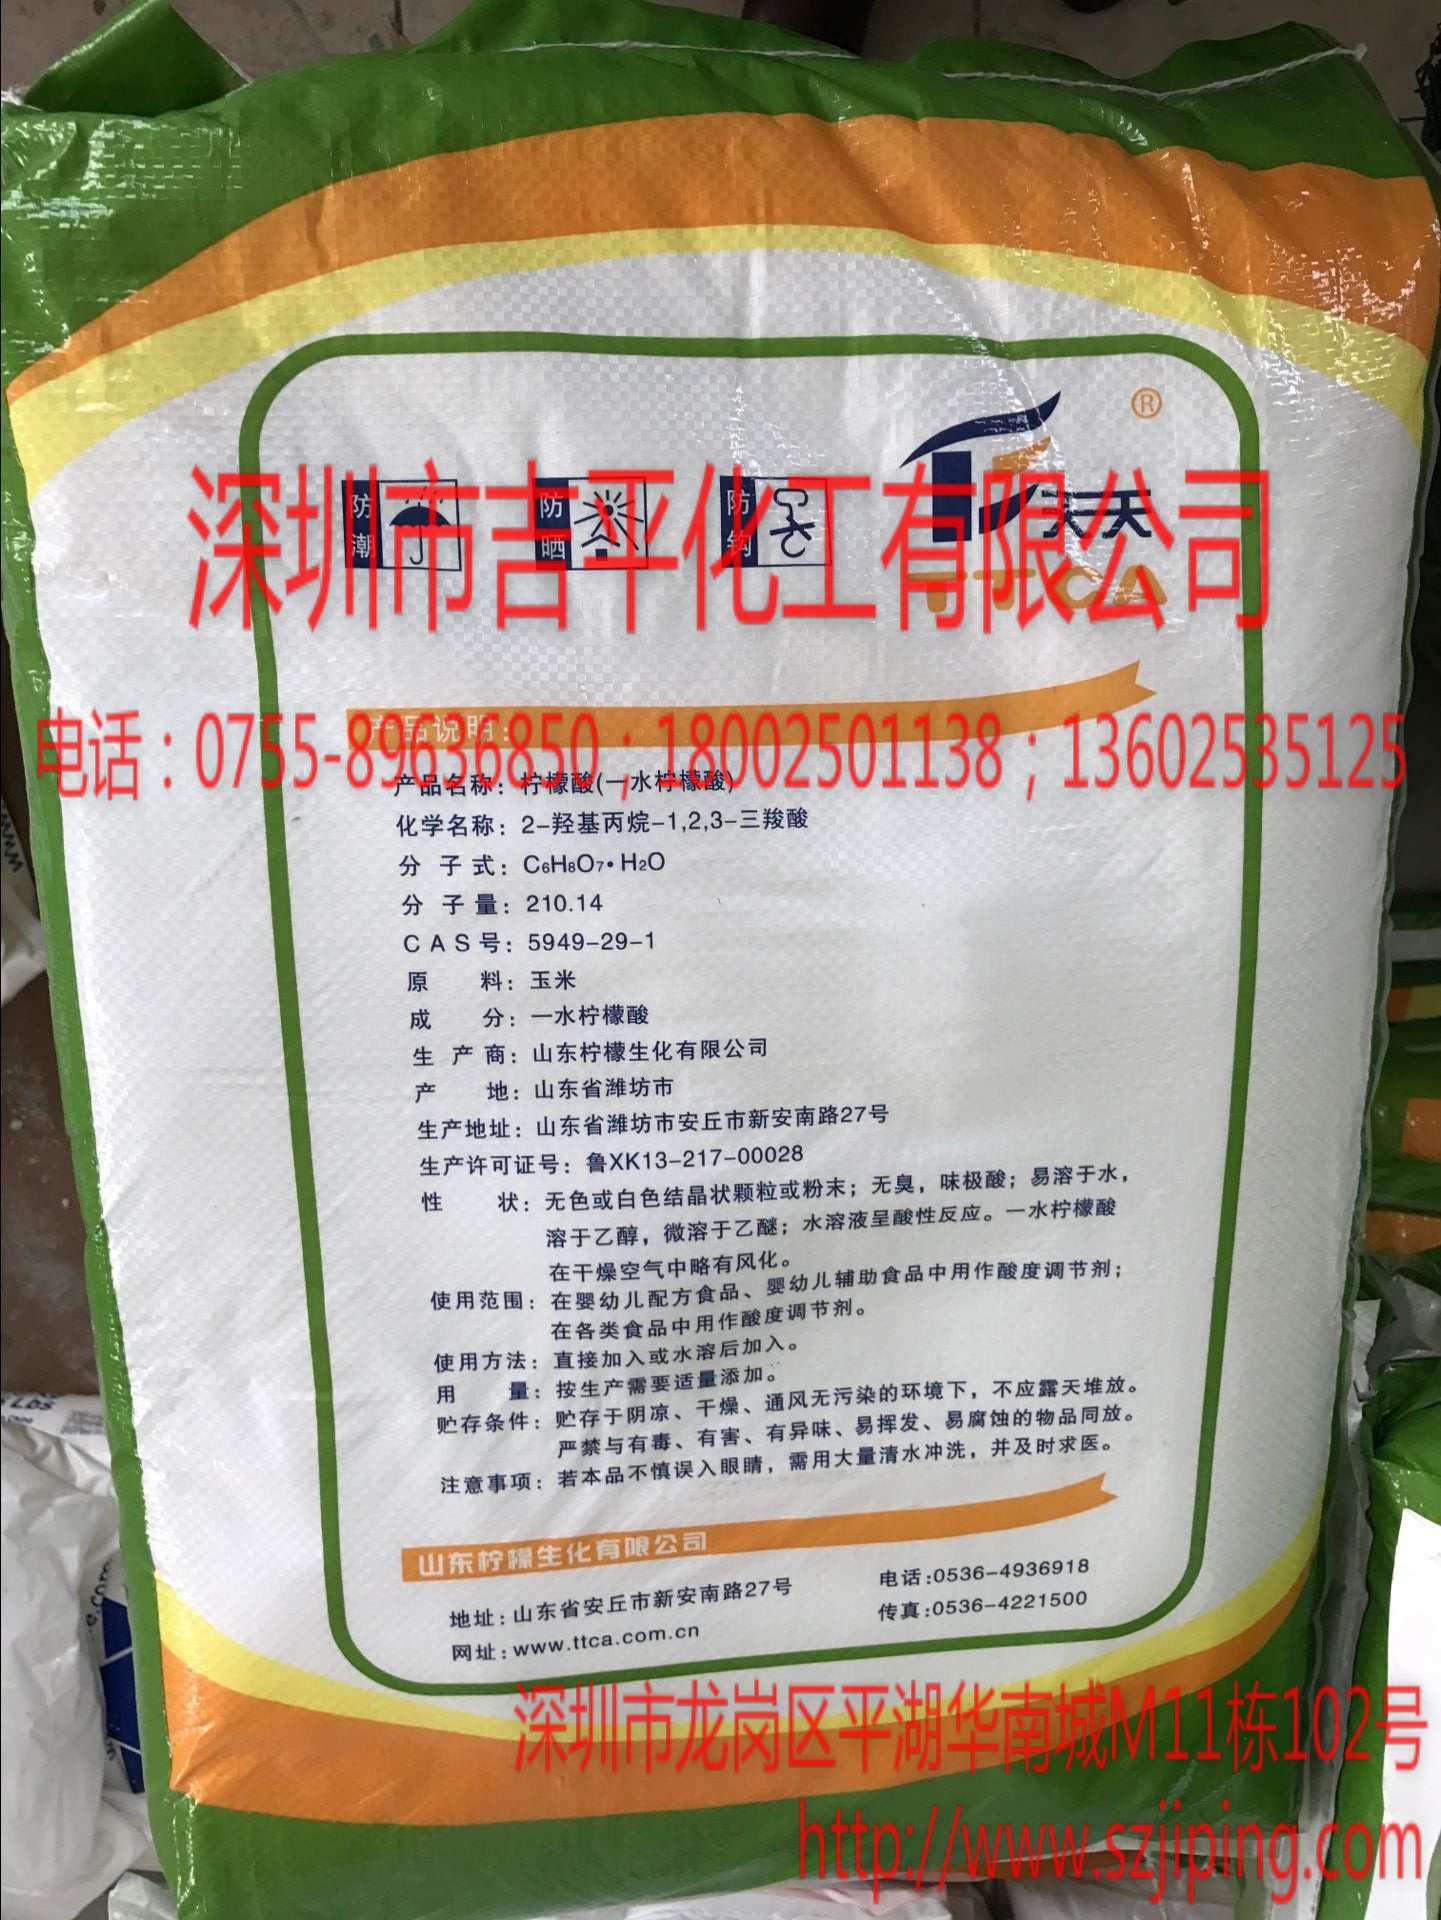 ®
防潮
防晒
防钩
天天
TTCA
深圳市吉平化工有限公司
产品说明：
电话：0755-89636850；18002501138；13602535125
产品名称：柠檬酸(一水柠檬酸)
化学名称：2-羟基丙烷-1,2,3-三羧酸
分子式：C6H8O7•H2O
分子量：210.14
CAS号：5949-29-1
原料：玉米
成分：一水柠檬酸
生产商：山东柠檬生化有限公司
产地：山东省潍坊市
生产地址：山东省潍坊市安丘市新安南路27号
生产许可证号：鲁XK13-217-00028
性状：无色或白色结晶状颗粒或粉末；无臭，味极酸；易溶于水，
溶于乙醇，微溶于乙醚；水溶液呈酸性反应。一水柠檬酸
在干燥空气中略有风化。
使用范围：在婴幼儿配方食品、婴幼儿辅助食品中用作酸度调节剂；
在各类食品中用作酸度调节剂。
使用方法：直接加入或水溶后加入。
用量：按生产需要适量添加。
贮存条件：贮存于阴凉、干燥、通风无污染的环境下，不应露天堆放。
严禁与有毒、有害、有异味、易挥发、易腐蚀的物品同放。
注意事项：若本品不慎误入眼睛，需用大量清水冲洗，并及时求医。
山东柠檬生化有限公司
地址：山东省安丘市新安南路27号
电话：0536-4936918
网址：www.ttca.com.cn
传真：0536-4221500
深圳市龙岗区平湖华南城M11栋102号
http://www.szjiping.com